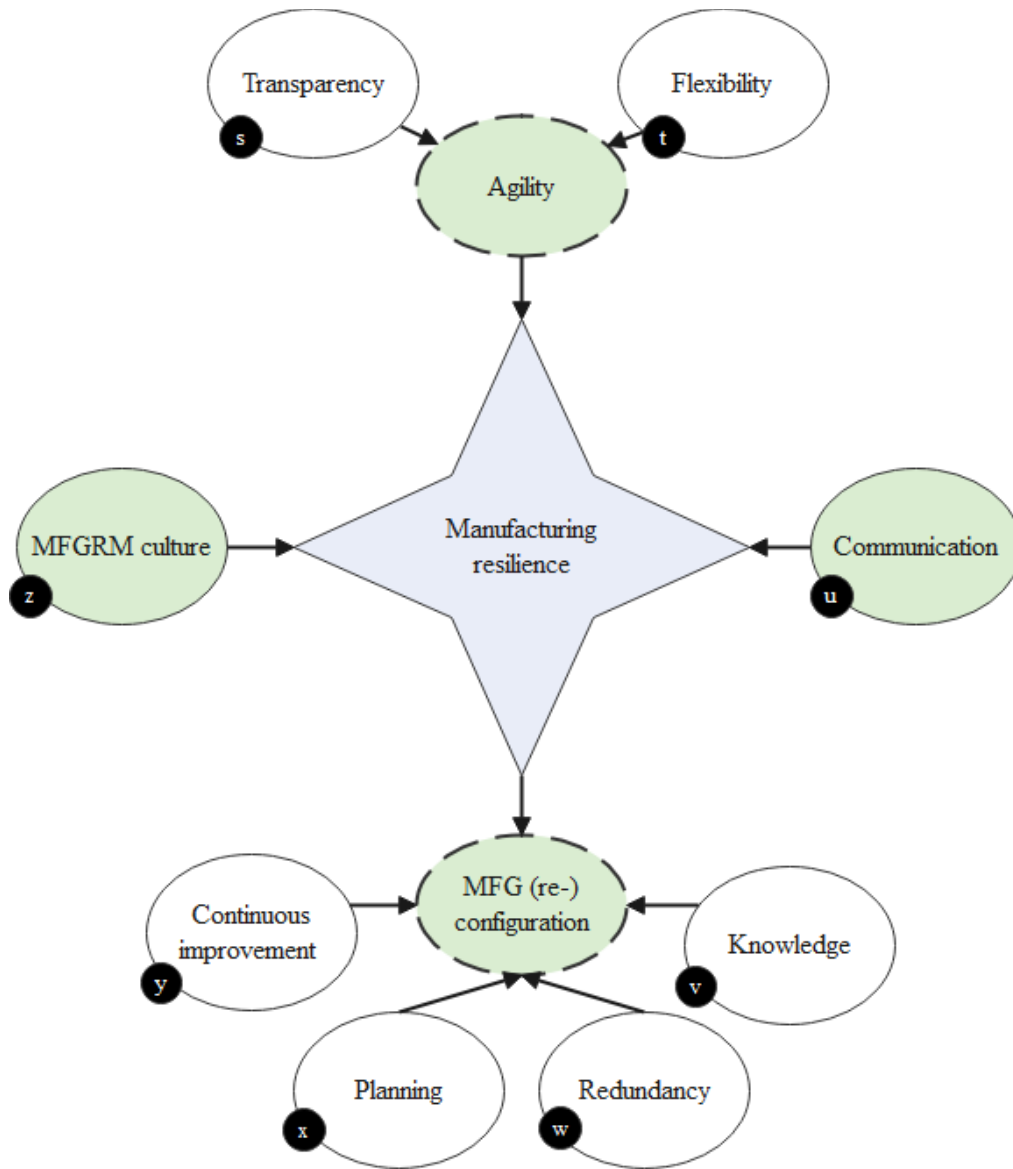 Transparency
Flexibility
s
t
Agility
Manufacturing
resilience
MFGRM culture
Communication
z
u
MFG (re-)
configuration
Continuous
improvement
Knowledge
y
v
Planning
Redundancy
x
w